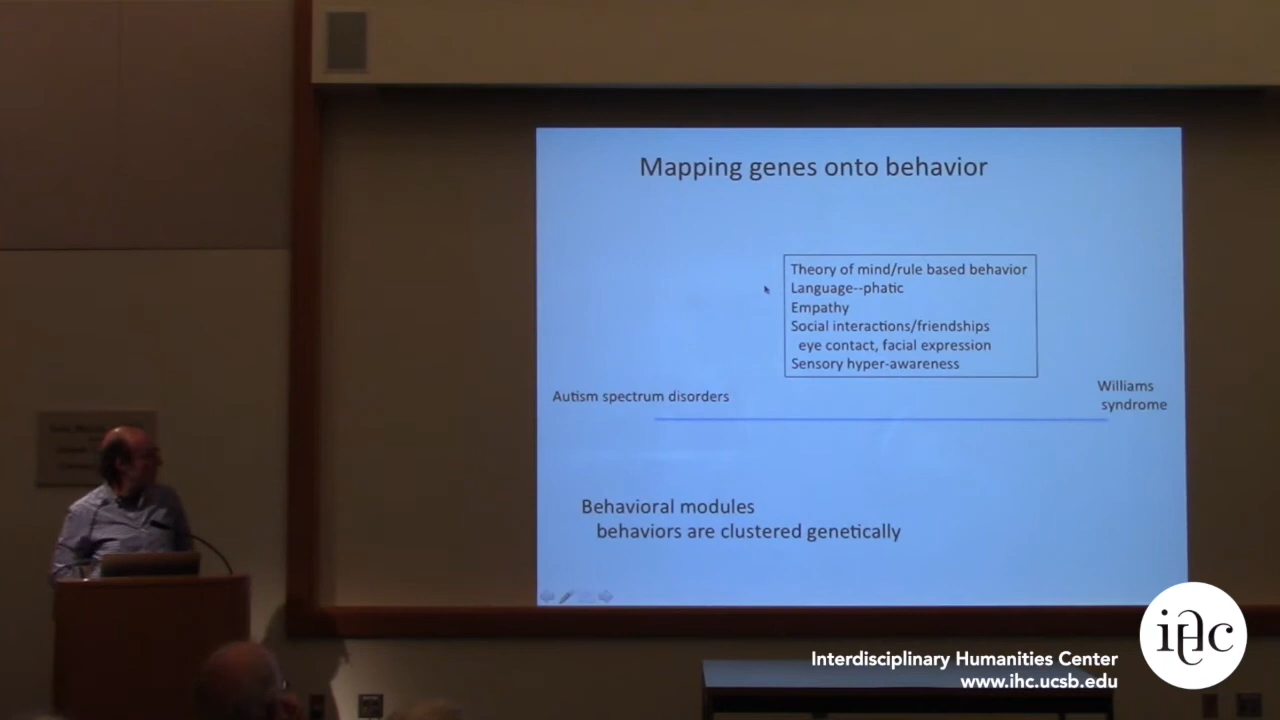 Mapping genes onto behavior
Theory of mind/rule based behavior
Language--phatic
Empathy
Social interactions/friendships
eye contact, facial expression
Sensory hyper-awareness
Autism spectrum disorders
Williams
syndrome
Behavioral modules
behaviors are clustered genetically
ihc
Interdisciplinary Humanities Center
www.ihc.ucsb.edu